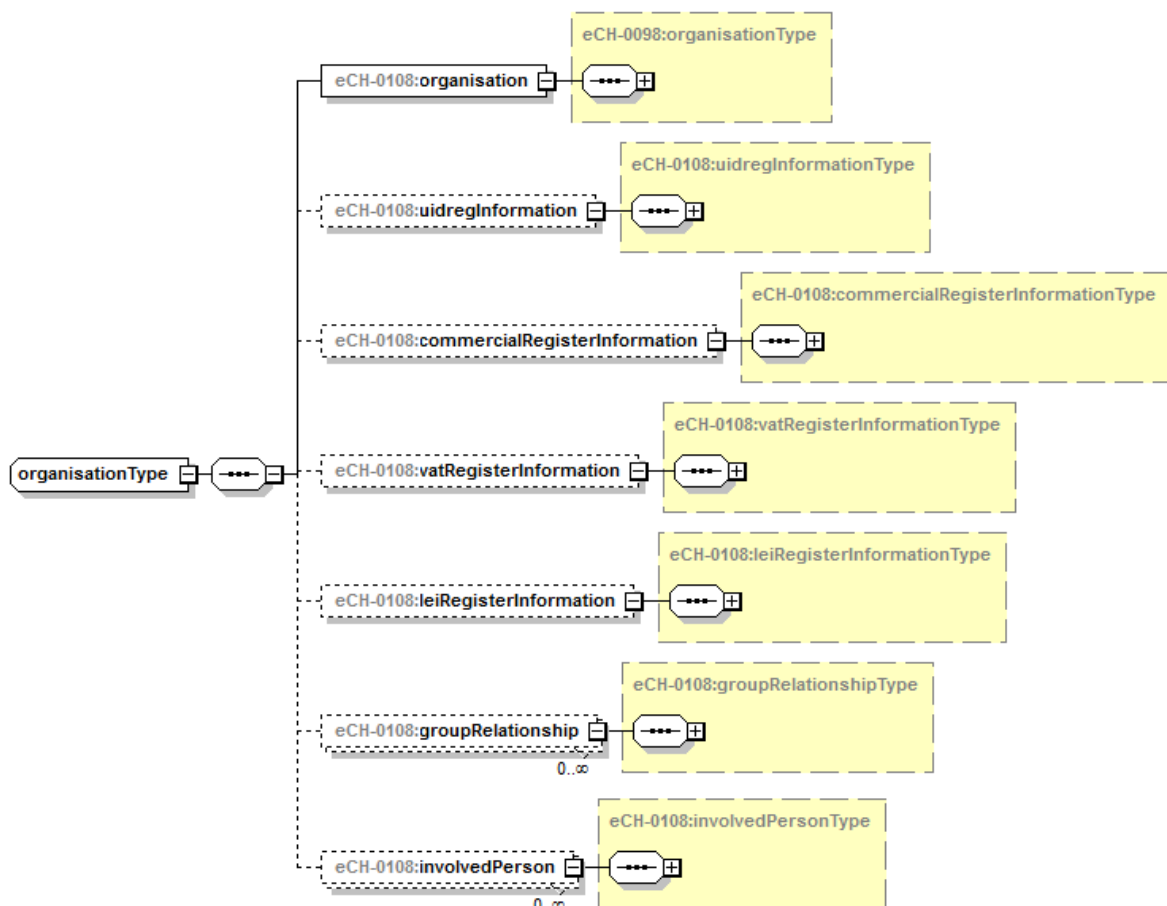 eCH-0098:organisationType
eCH-0108:organisation
eCH-0108:uidregInformationType
eCH-0108:uidregInformation
eCH-0108:commercialRegisterInformationType
eCH-0108:commercialRegisterInformation
eCH-0108:vatRegisterInformationType
organisationType
eCH-0108:vatRegisterInformation
eCH-0108:leiRegisterInformationType
eCH-0108:leiRegisterInformation
eCH-0108:groupRelationshipType
eCH-0108:groupRelationship
0..∞
eCH-0108:involvedPersonType
eCH-0108:involvedPerson
0..∞